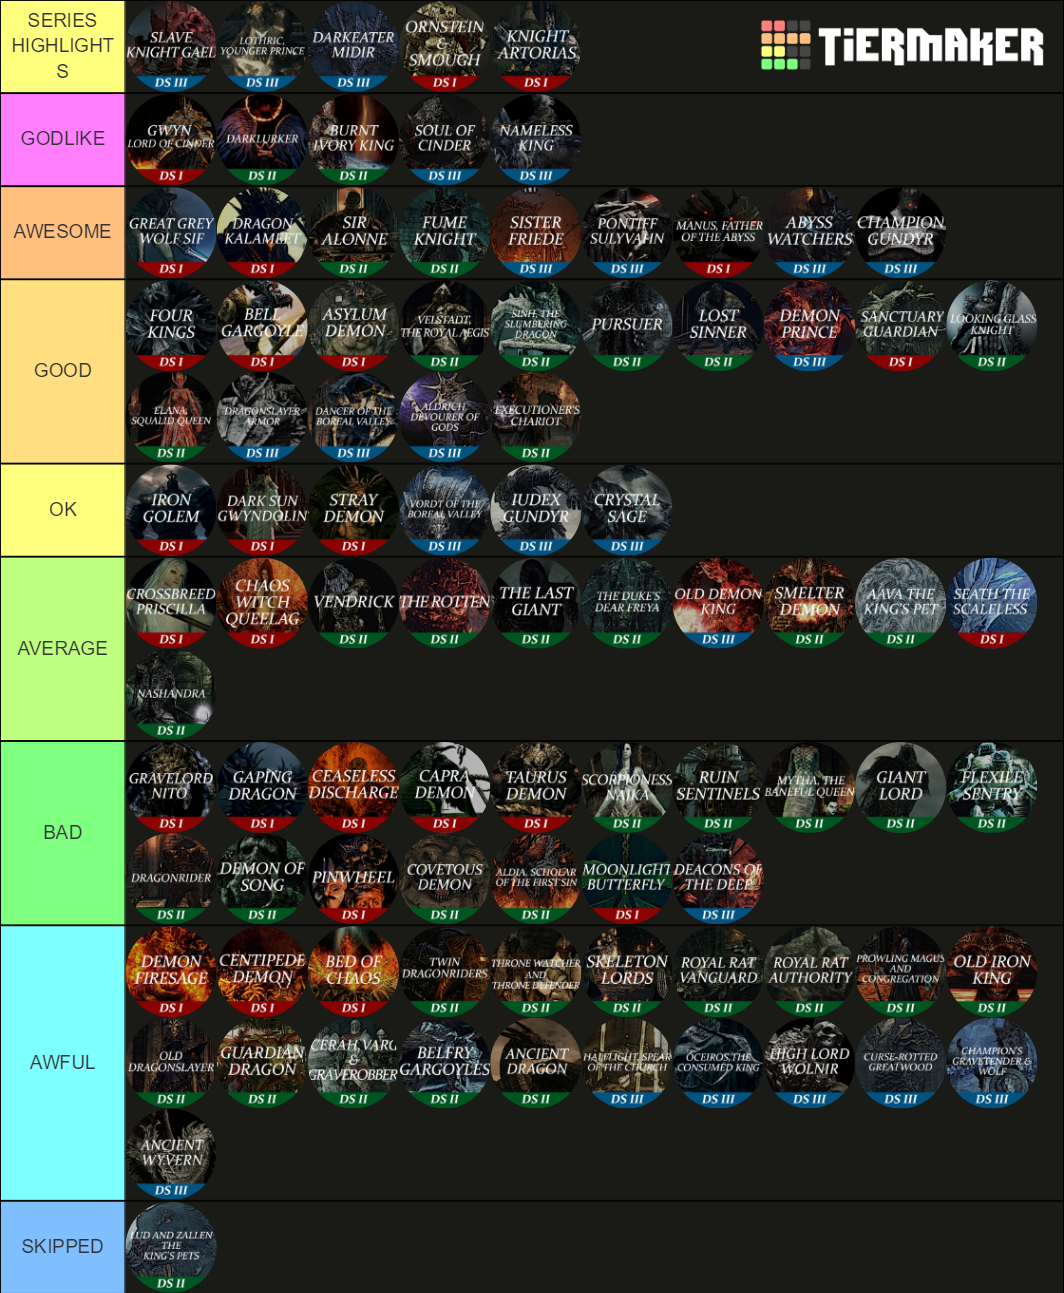 SERIES
HIGHLIGHT
S
SLAVE
KNIGHT GAEL
DS III
LOTHRIC,
YOUNGER PRINCE
DS III
DARKEATER
MIDIR
DS III
ORNSTEIN
&
SMOUGH
DS I
KNIGHT
ARTORIAS
DS I
TiERMAKER
GODLIKE
GWYN
LORD OF CINDER
DS I
DARKLURKER
DS II
BURNT
IVORY KING
DS II
SOUL OF
CINDER
DS III
NAMELESS
KING
DS III
AWESOME
GREAT GREY
WOLF SIF
DS I
DRAGON
KALAMEET
DS I
SIR
ALONNE
DS II
FUME
KNIGHT
DS II
SISTER
FRIEDE
DS III
PONTIFF
SULYVAHN
DS III
MANUS, FATHER
OF THE ABYSS
DS I
ABYSS
WATCHERS
DS III
CHAMPION
GUNDYR
DS III
GOOD
FOUR
KINGS
DS I
BELL
GARGOYLE
DS I
ASYLUM
DEMON
DS I
VELSTADT,
THE ROYAL AEGIS
DS II
SINH, THE
SLUMBERING
DRAGON
DS II
PURSUER
DS II
LOST
SINNER
DS II
DEMON
PRINCE
DS III
SANCTUARY
GUARDIAN
DS I
LOOKING GLASS
KNIGHT
DS II
ELANA,
SQUALID QUEEN
DS II
DRAGONSLAYER
ARMOR
DS III
DANCER OF THE
BOREAL VALLEY
DS III
ALDRICH,
DEVOURER OF
GODS
DS III
EXECUTIONER'S
CHARIOT
DS II
OK
IRON
GOLEM
DS I
DARK SUN
GWYNDOLIN
DS I
STRAY
DEMON
DS I
VORDT OF THE
BOREAL VALLEY
DS III
IUDEX
GUNDYR
DS III
CRYSTAL
SAGE
DS III
AVERAGE
CROSSBREED
PRISCILLA
DS I
CHAOS
WITCH
QUEELAG
DS I
VENDRICK
DS II
THE ROTTEN
DS II
THE LAST
GIANT
DS II
THE DUKE'S
DEAR FREYA
DS II
OLD DEMON
KING
DS III
SMELTER
DEMON
DS II
AAVA THE
KING'S PET
DS II
SEATH THE
SCALELESS
DS I
NASHANDRA
DS II
BAD
GRAVELORD
NITO
DS I
GAPING
DRAGON
DS I
CEASELESS
DISCHARGE
DS I
CAPRA
DEMON
DS I
TAURUS
DEMON
DS I
SCORPIONESS
NAJKA
DS II
RUIN
SENTINELS
DS II
MYTHA, THE
BANEFUL QUEEN
DS II
GIANT
LORD
DS II
FLEXILE
SENTRY
DS II
DRAGONRIDER
DS II
DEMON OF
SONG
DS II
PINWHEEL
DS I
COVETOUS
DEMON
DS II
ALDIA, SCHOLAR
OF THE FIRST SIN
DS II
MOONLIGHT
BUTTERFLY
DS I
DEACONS OF
THE DEEP
DS III
AWFUL
DEMON
FIRESAGE
DS I
CENTIPEDE
DEMON
DS I
BED OF
CHAOS
DS I
TWIN
DRAGONRIDERS
DS II
THRONE WATCHER
AND
THRONE DEFENDER
DS II
SKELETON
LORDS
DS II
ROYAL RAT
VANGUARD
DS II
ROYAL RAT
AUTHORITY
DS II
PROWLING MAGUS
AND
CONGREGATION
DS II
OLD IRON
KING
DS II
OLD
DRAGONSLAYER
DS II
GUARDIAN
DRAGON
DS II
CERAH, VARG
&
GRAVEROBBER
DS II
BELFRY
GARGOYLES
DS II
ANCIENT
DRAGON
DS II
HALFLIGHT, SPEAR
OF THE CHURCH
DS III
OCEIROS,THE
CONSUMED KING
DS III
HIGH LORD
WOLNIR
DS III
CURSE-ROTTED
GREATWOOD
DS III
CHAMPION'S
GRAVETENDER &
WOLF
DS III
ANCIENT
WYVERN
DS III
SKIPPED
LUD AND ZALLEN
THE
KING'S PETS
DS II